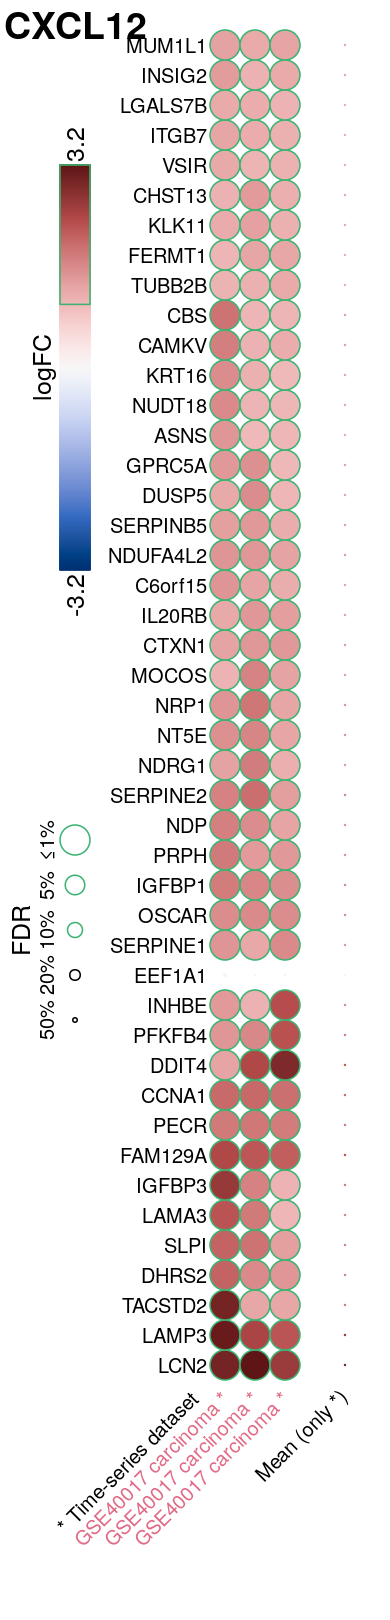 CXCL12
MUM1L1
INSIG2
LGALS7B
ITGB7
VSIR
CHST13
KLK11
FERMT1
TUBB2B
CBS
CAMKV
KRT16
NUDT18
ASNS
GPRC5A
DUSP5
SERPINB5
NDUFA4L2
C6orf15
IL20RB
CTXN1
MOCOS
NRP1
NT5E
NDRG1
SERPINE2
NDP
PRPH
IGFBP1
OSCAR
SERPINE1
EEF1A1
INHBE
PFKFB4
DDIT4
CCNA1
PECR
FAM129A
IGFBP3
LAMA3
SLPI
DHRS2
TACSTD2
LAMP3
LCN2
3.2
logFC
-3.2
FDR
50% 20% 10% 5% ≤1%
* Time-series dataset
GSE40017 carcinoma *
GSE40017 carcinoma *
GSE40017 carcinoma *
Mean (only *)